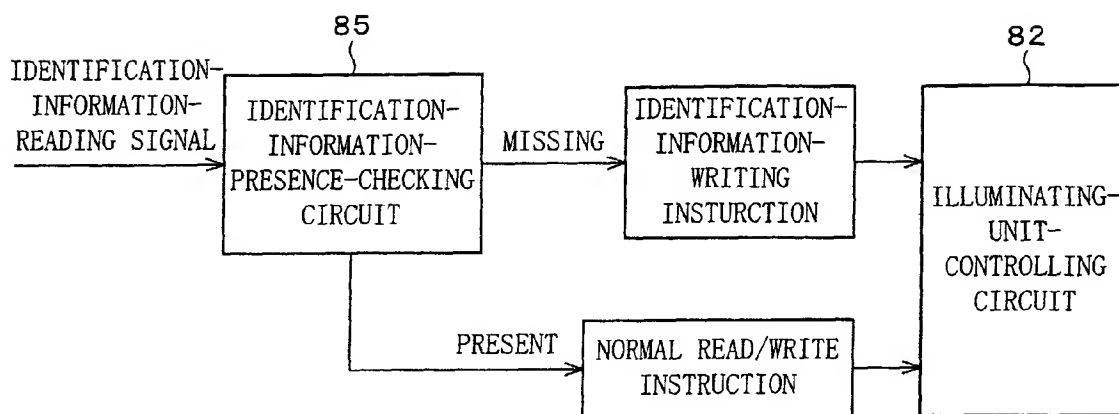 85
82
IDENTIFICATION-
INFORMATION-
READING SIGNAL
IDENTIFICATION-
INFORMATION-
PRESENCE-CHECKING
CIRCUIT
MISSING
IDENTIFICATION-
INFORMATION-
WRITING
INSTURCTION
ILLUMINATING-
UNIT-
CONTROLLING
CIRCUIT
PRESENT
NORMAL READ/WRITE
INSTRUCTION